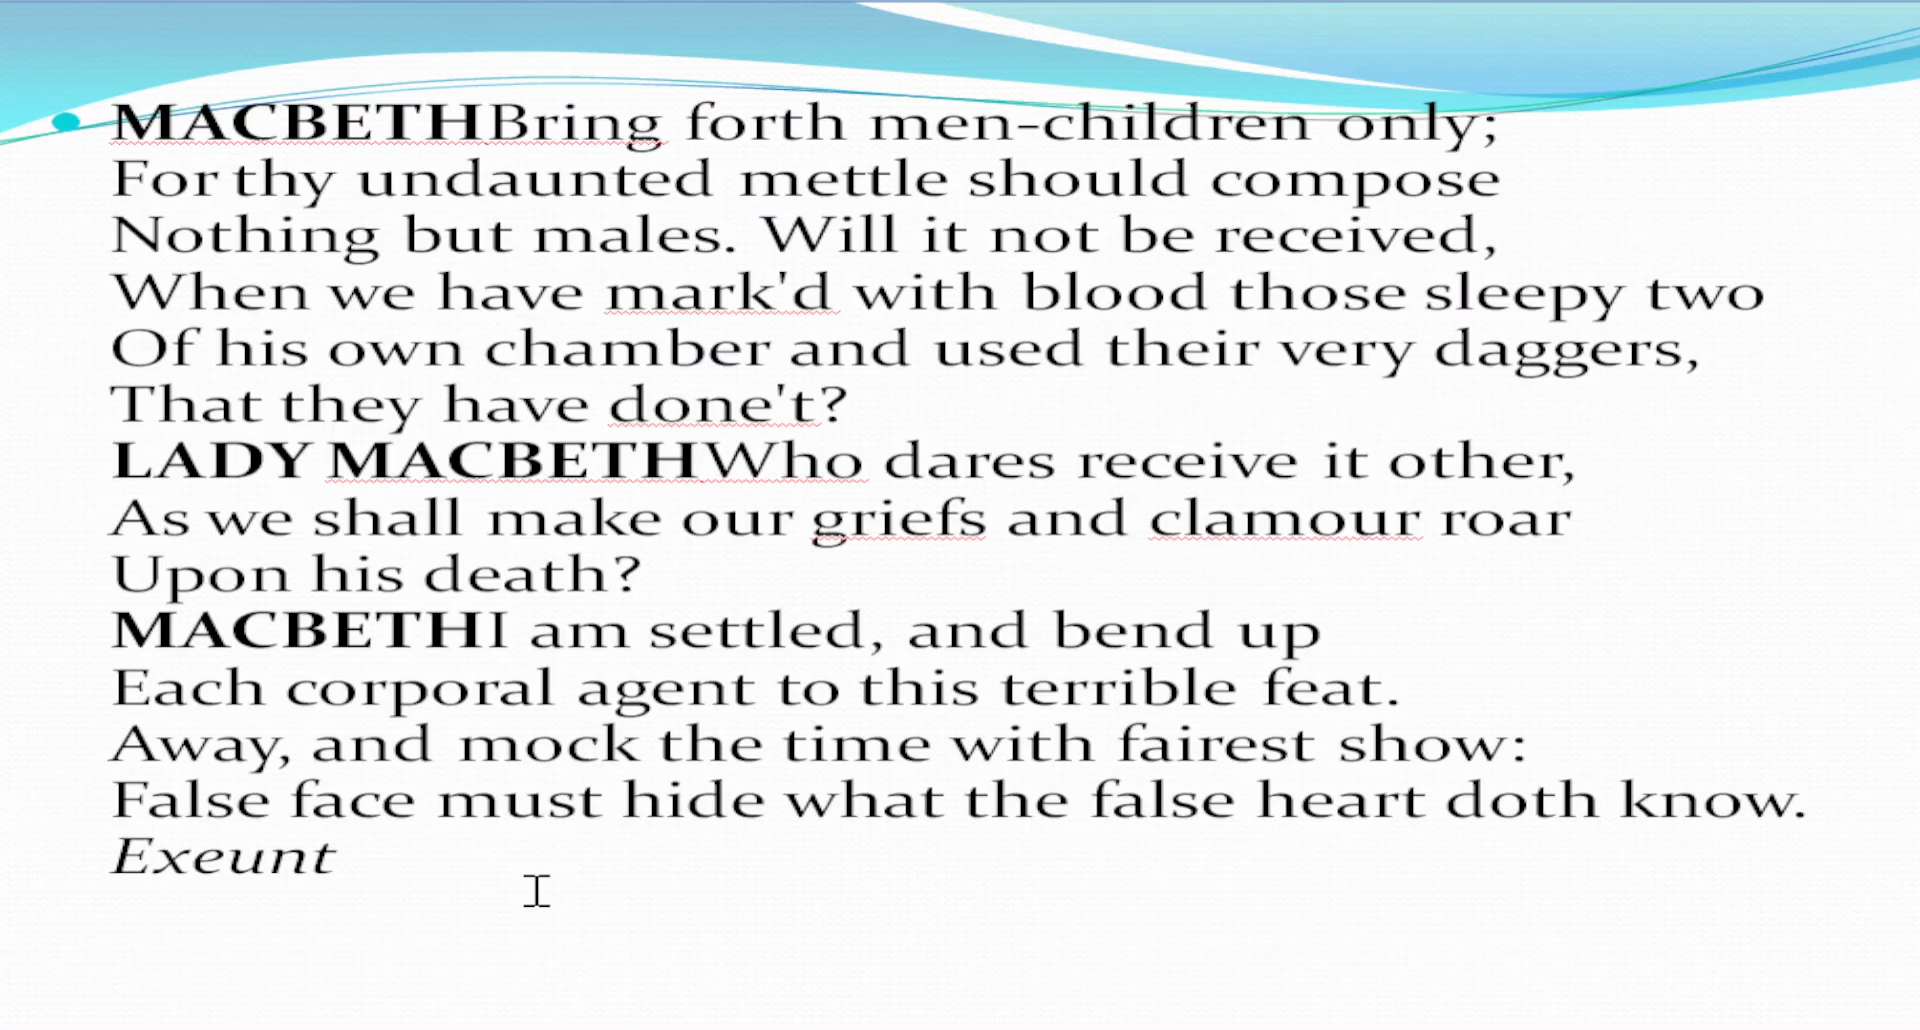 MACBETHBring forth men-children only;
For thy undaunted mettle should compose
Nothing but males. Will it not be received,
When we have mark'd with blood those sleepy two
Of his own chamber and used their very daggers,
That they have done't?
LADY MACBETHWho dares receive it other,
As we shall make our griefs and clamour roar
Upon his death?
MACBETHI am settled, and bend up
Each corporal agent to this terrible feat.
Away, and mock the time with fairest show:
False face must hide what the false heart doth know.
Exeunt